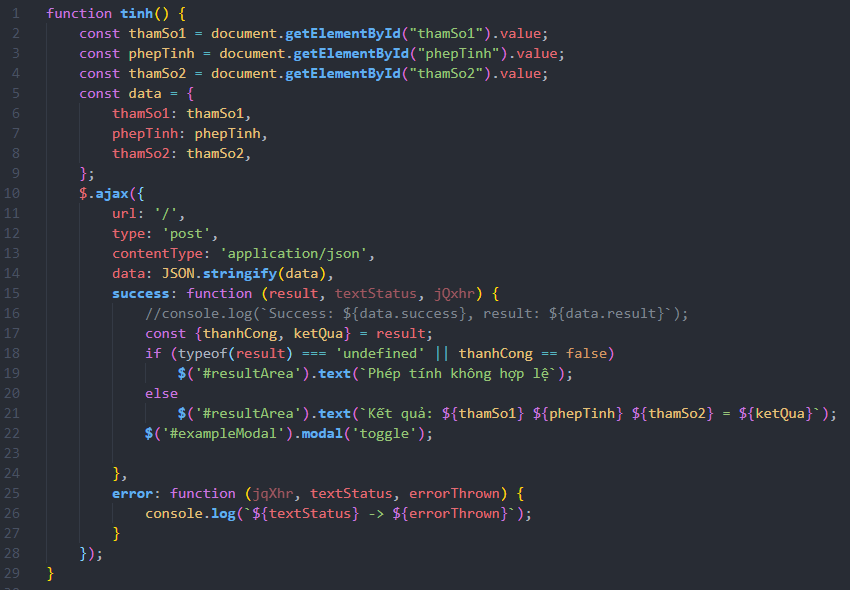 1 function tinh() {
2     const thamSo1 = document.getElementById("thamSo1").value;
3     const phepTinh = document.getElementById("phepTinh").value;
4     const thamSo2 = document.getElementById("thamSo2").value;
5     const data = {
6         thamSo1: thamSo1,
7         phepTinh: phepTinh,
8         thamSo2: thamSo2,
9     };
10     $.ajax({
11         url: '/',
12         type: 'post',
13         contentType: 'application/json',
14         data: JSON.stringify(data),
15         success: function (result, textStatus, jQxhr) {
16             //console.log(`Success: ${data.success}, result: ${data.result}`);
17             const {thanhCong, ketQua} = result;
18             if (typeof(result) === 'undefined' || thanhCong == false)
19                 $('#resultArea').text(`Phép tính không hợp lệ`);
20             else
21                 $('#resultArea').text(`Kết quả: ${thamSo1} ${phepTinh} ${thamSo2} = ${ketQua}`);
22             $('#exampleModal').modal('toggle');
23
24         },
25         error: function (jqXhr, textStatus, errorThrown) {
26             console.log(`${textStatus} -> ${errorThrown}`);
27         }
28     });
29 }